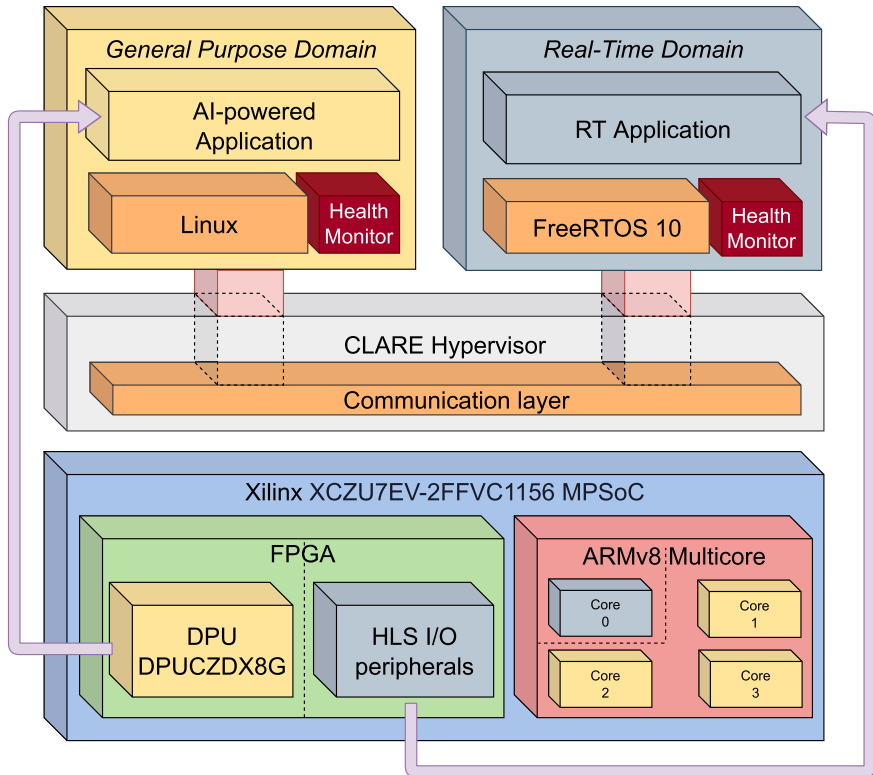 General Purpose Domain
AI-powered
Application
Linux
Health
Monitor
Real-Time Domain
RT Application
FreeRTOS 10
Health
Monitor
CLARE Hypervisor
Communication layer
Xilinx XCZU7EV-2FFVC1156 MPSoC
FPGA
DPU
DPUCZDX8G
HLS I/O
peripherals
ARMv8 Multicore
Core
0
Core
1
Core
2
Core
3